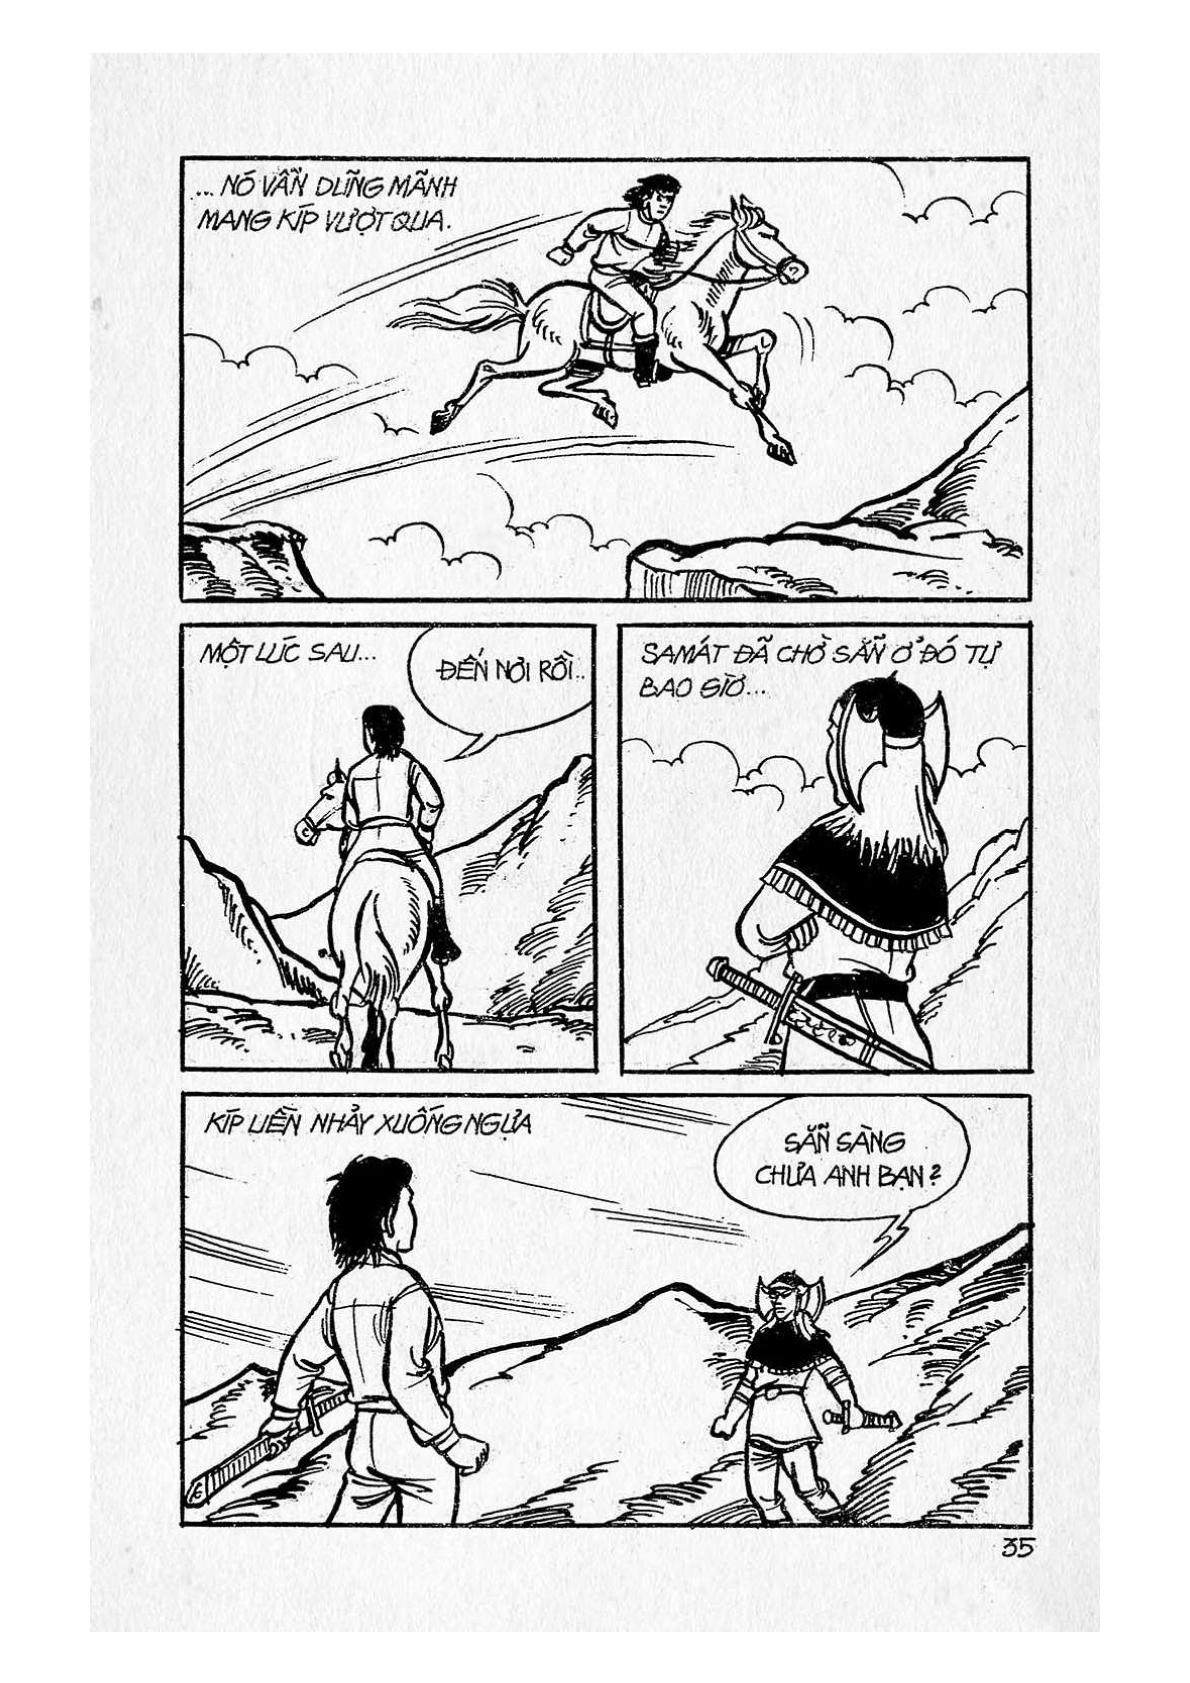 ... NÓ VẪN DŨNG MÃNH
MANG KÍP VƯỢT QUA.
MỘT LÚC SAU...
ĐẾN NƠI RỒI..
SAMÁT ĐÃ CHỜ SẴN Ở ĐÓ TỰ
BAO GIỜ...
KÍP LIỀN NHẢY XUỐNG NGỰA
SẴN SÀNG
CHƯA ANH BẠN?
35